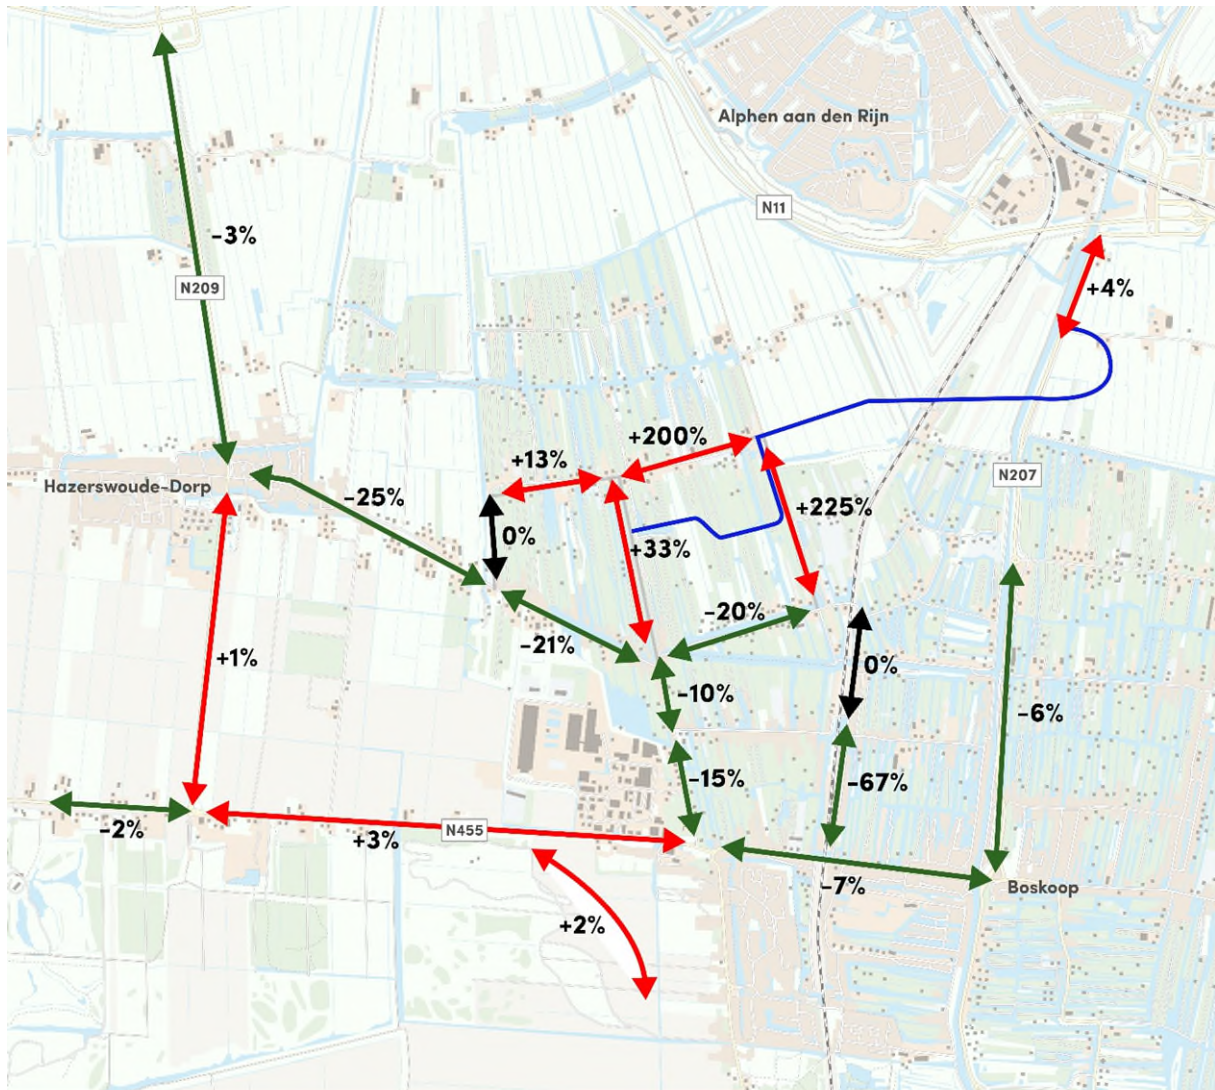 Alphen aan den Rijn
N11
-3%
N209
+4%
+200%
+13%
Hazerswoude-Dorp
N207
-25%
+225%
0%
+33%
-20%
-21%
+1%
0%
-10%
-6%
-15%
-67%
-2%
N455
+3%
-7%
Boskoop
+2%